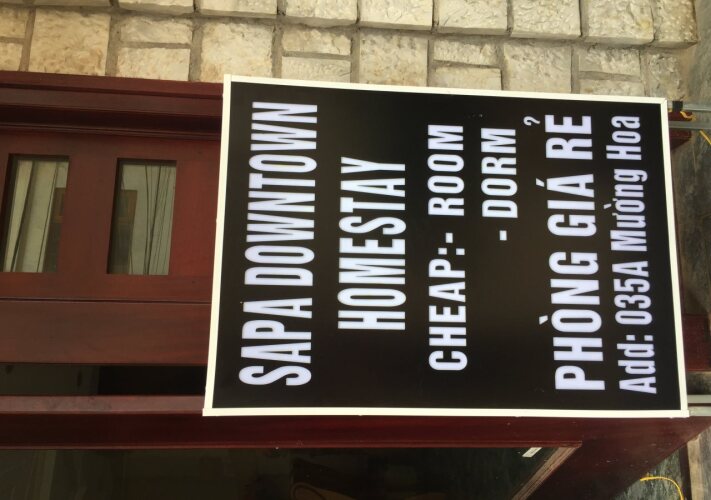 SAPA DOWNTOWN
HOMESTAY
CHEAP:- ROOM
- DORM
PHÒNG GIÁ RẺ
Add: 035A Mường Hoa